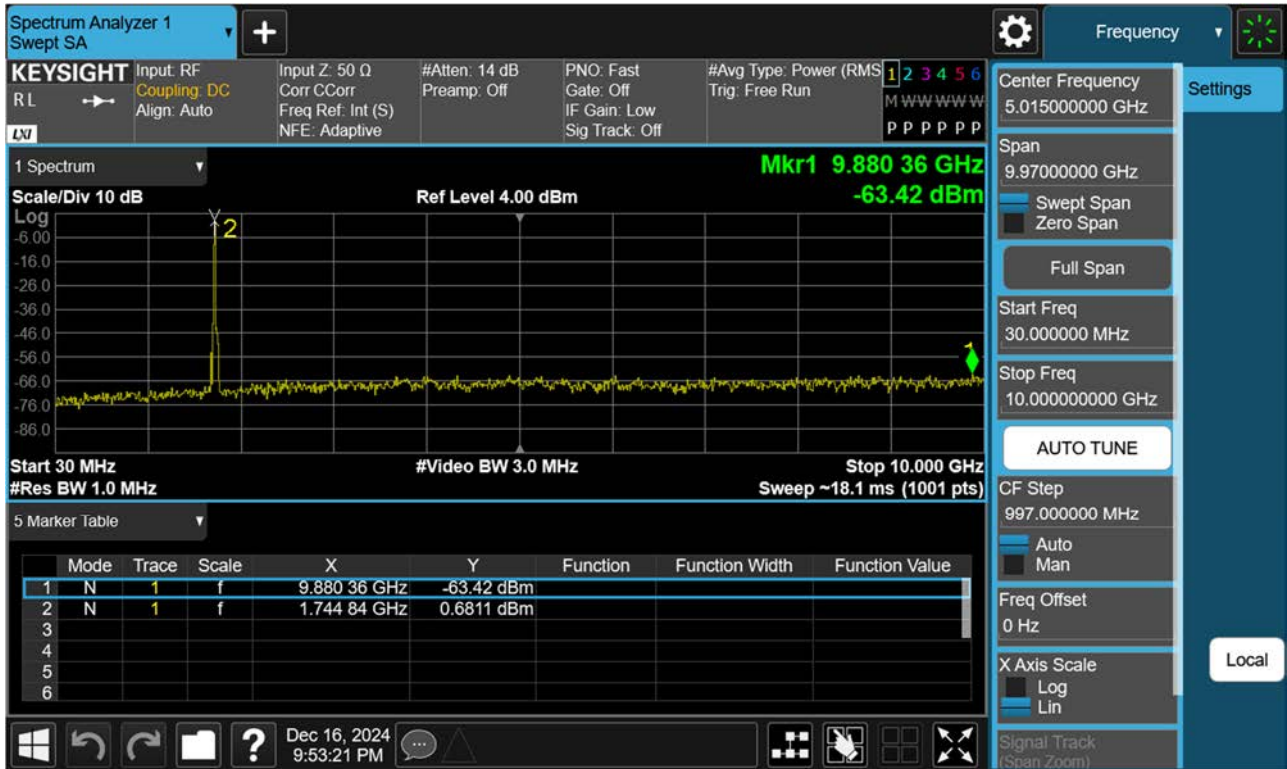 Spectrum Analyzer 1
Swept SA
+
Frequency
KEYSIGHT
R L
LXI
Input: RF
Coupling: DC
Align: Auto
Input Z: 50 Ω
Corr CCorr
Freq Ref: Int (S)
NFE: Adaptive
#Atten: 14 dB
Preamp: Off
PNO: Fast
Gate: Off
IF Gain: Low
Sig Track: Off
#Avg Type: Power (RMS
Trig: Free Run
1 2 3 4 5 6
M W W W W W
P P P P P P
1 Spectrum
Mkr1 9.880 36 GHz
Scale/Div 10 dB
Ref Level 4.00 dBm
-63.42 dBm
Log
2
-6.00
-16.0
-26.0
-36.0
-46.0
-56.0
1
-66.0
-76.0
-86.0
Start 30 MHz
#Video BW 3.0 MHz
Stop 10.000 GHz
#Res BW 1.0 MHz
Sweep ~18.1 ms (1001 pts)
5 Marker Table
Mode Trace Scale X Y Function Function Width Function Value
1 N 1 f 9.880 36 GHz -63.42 dBm
2 N 1 f 1.744 84 GHz 0.6811 dBm
3
4
5
6
?
Dec 16, 2024
9:53:21 PM
Settings
Center Frequency
5.015000000 GHz
Span
9.97000000 GHz
Swept Span
Zero Span
Full Span
Start Freq
30.000000 MHz
Stop Freq
10.000000000 GHz
AUTO TUNE
CF Step
997.000000 MHz
Auto
Man
Freq Offset
0 Hz
X Axis Scale
Log
Lin
Signal Track
(Span Zoom)
Local